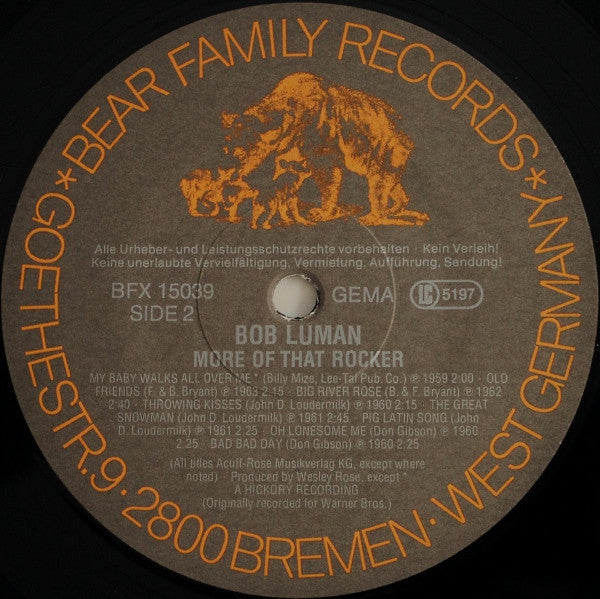 BEAR FAMILY RECORDS
* GOETHESTR. 9 · 2800 BREMEN · WEST GERMANY *
Alle Urheber- und Leistungsschutzrechte vorbehalten · Kein Verleih!
Keine unerlaubte Vervielfältigung, Vermietung, Aufführung, Sendung!
BFX 15039 GEMA LC 5197
SIDE 2
BOB LUMAN
MORE OF THAT ROCKER
MY BABY WALKS ALL OVER ME * (Billy Mize, Lee-Taf Pub. Co.) ℗ 1959 2:00 - OLD
FRIENDS (F. & B. Bryant) ℗ 1963 2:15 - BIG RIVER ROSE (B. & F. Bryant) ℗ 1962
2:40 - THROWING KISSES (John D. Loudermilk) ℗ 1960 2:15 - THE GREAT
SNOWMAN (John D. Loudermilk) ℗ 1961 2:45 - PIG LATIN SONG (John
D. Loudermilk) ℗ 1961 2:25 - OH LONESOME ME (Don Gibson) ℗ 1960
2:25 - BAD BAD DAY (Don Gibson) ℗ 1960 2:25
(All titles Acuff-Rose Musikverlag KG, except where
noted) - Produced by Wesley Rose, except *
A HICKORY RECORDING
(Originally recorded for Warner Bros.)